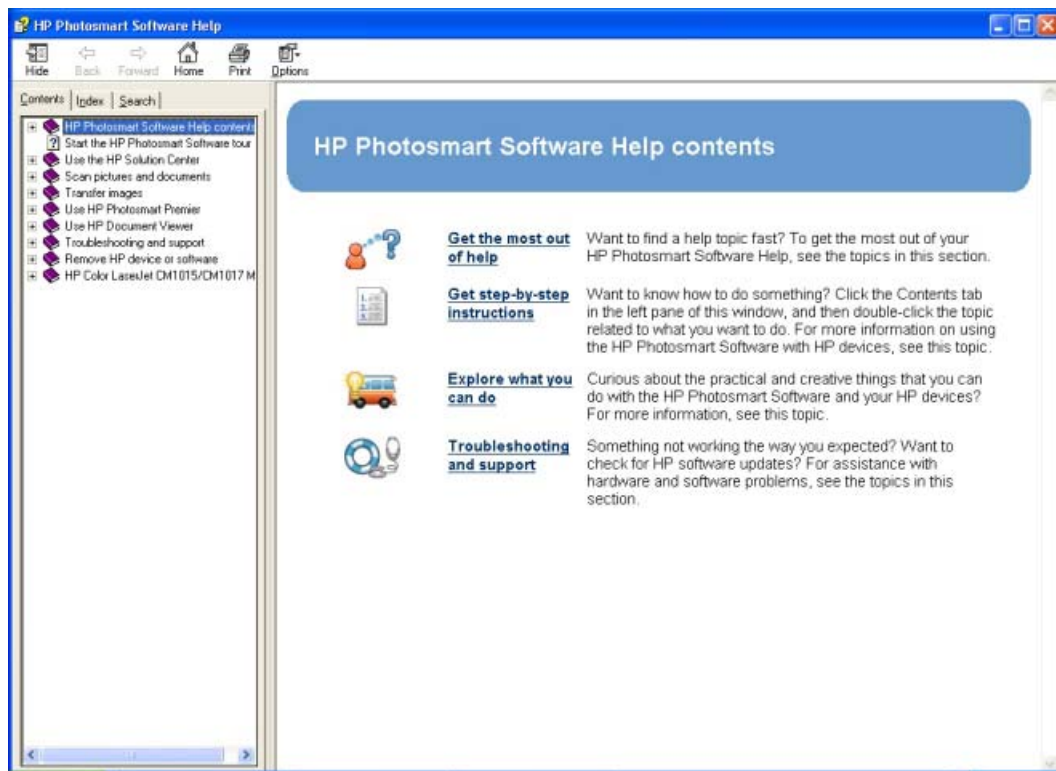 HP Photosmart Software Help
Hide Back Forward Home Print Options
Contents Index Search
HP Photosmart Software Help contents
Start the HP Photosmart Software tour
Use the HP Solution Center
Scan pictures and documents
Transfer images
Use HP Photosmart Premier
Use HP Document Viewer
Troubleshooting and support
Remove HP device or software
HP Color LaserJet CM1015/CM1017 M
HP Photosmart Software Help contents
Get the most out
of help
Want to find a help topic fast? To get the most out of your
HP Photosmart Software Help, see the topics in this section.
Get step-by-step
instructions
Want to know how to do something? Click the Contents tab
in the left pane of this window, and then double-click the topic
related to what you want to do. For more information on using
the HP Photosmart Software with HP devices, see this topic.
Explore what you
can do
Curious about the practical and creative things that you can
do with the HP Photosmart Software and your HP devices?
For more information, see this topic.
Troubleshooting
and support
Something not working the way you expected? Want to
check for HP software updates? For assistance with
hardware and software problems, see the topics in this
section.